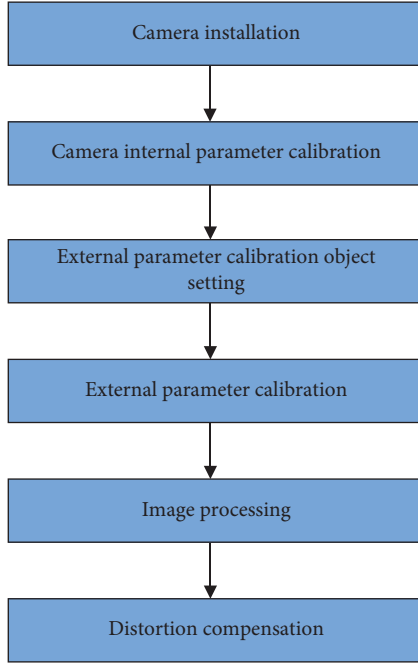 Camera installation
Camera internal parameter calibration
External parameter calibration object
setting
External parameter calibration
Image processing
Distortion compensation